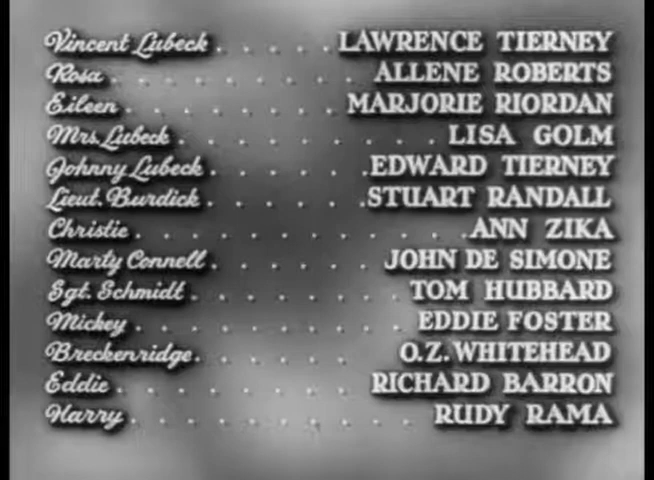 Vincent Lubeck . . . . . LAWRENCE TIERNEY
Rosa . . . . . . . . . ALLENE ROBERTS
Eileen . . . . . . . . MARJORIE RIORDAN
Mrs. Lubeck . . . . . . . . . LISA GOLM
Johnny Lubeck . . . . . . EDWARD TIERNEY
Lieut. Burdick . . . . . . STUART RANDALL
Christie . . . . . . . . . . . . ANN ZIKA
Marty Connell . . . . . . JOHN DE SIMONE
Sgt. Schmidt . . . . . . . . TOM HUBBARD
Mickey . . . . . . . . . . EDDIE FOSTER
Breckenridge . . . . . . O.Z. WHITEHEAD
Eddie . . . . . . . . . RICHARD BARRON
Harry . . . . . . . . . . RUDY RAMA